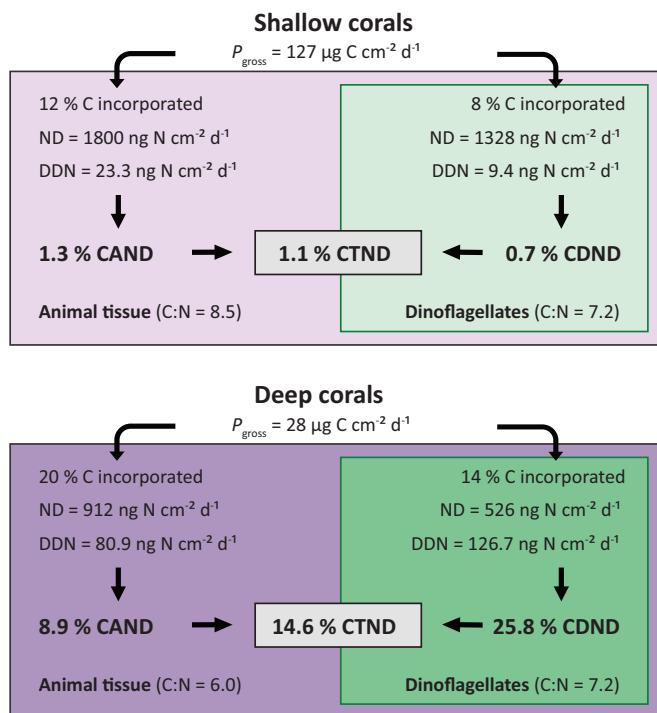 Shallow corals
P_gross = 127 µg C cm⁻² d⁻¹
12 % C incorporated
ND = 1800 ng N cm⁻² d⁻¹
DDN = 23.3 ng N cm⁻² d⁻¹
8 % C incorporated
ND = 1328 ng N cm⁻² d⁻¹
DDN = 9.4 ng N cm⁻² d⁻¹
1.3 % CAND
1.1 % CTND
0.7 % CDND
Animal tissue (C:N = 8.5)
Dinoflagellates (C:N = 7.2)
Deep corals
P_gross = 28 µg C cm⁻² d⁻¹
20 % C incorporated
ND = 912 ng N cm⁻² d⁻¹
DDN = 80.9 ng N cm⁻² d⁻¹
14 % C incorporated
ND = 526 ng N cm⁻² d⁻¹
DDN = 126.7 ng N cm⁻² d⁻¹
8.9 % CAND
14.6 % CTND
25.8 % CDND
Animal tissue (C:N = 6.0)
Dinoflagellates (C:N = 7.2)